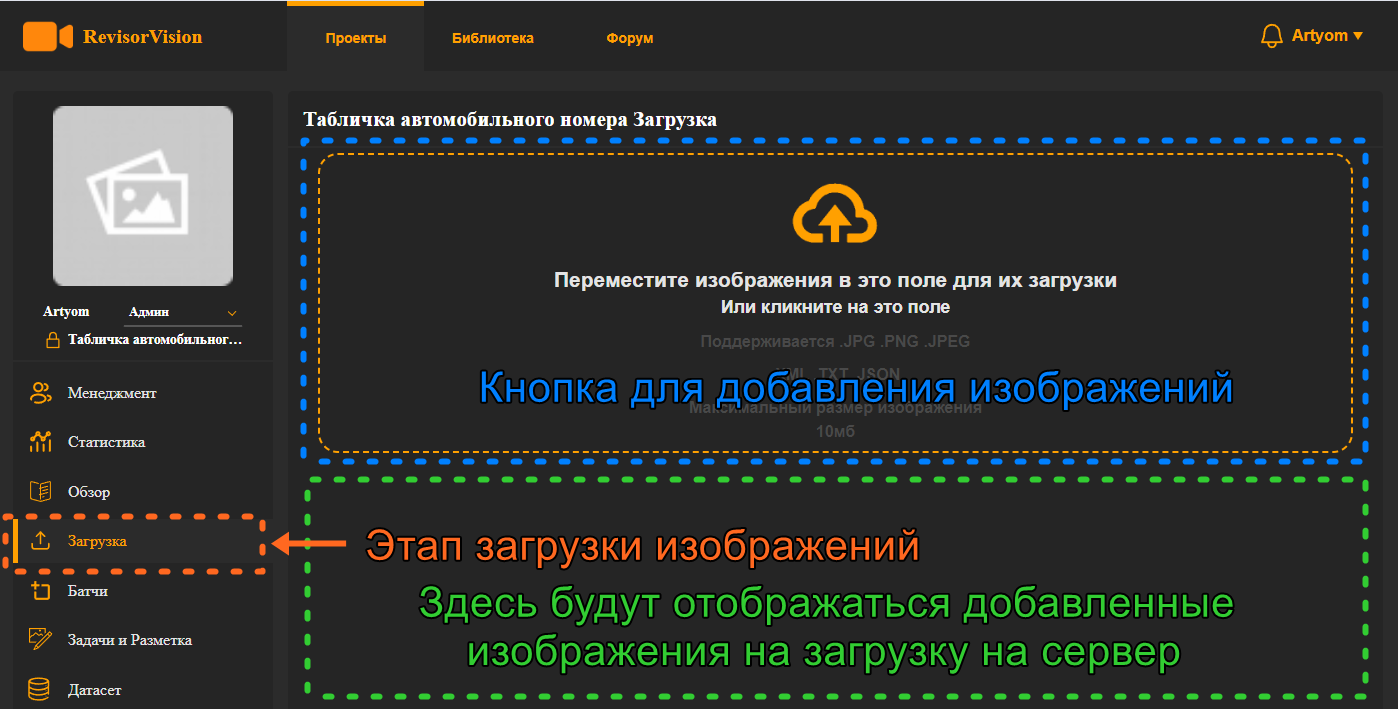 RevisorVision
Проекты
Библиотека
Форум
Artyom
Табличка автомобильного номера Загрузка
Artyom
Админ
Табличка автомобильног...
Менеджмент
Статистика
Обзор
Загрузка
Батчи
Задачи и Разметка
Датасет
Переместите изображения в это поле для их загрузки
Или кликните на это поле
Поддерживается .JPG .PNG .JPEG
.XML .TXT .JSON
Кнопка для добавления изображений
Максимальный размер изображения
10мб
Этап загрузки изображений
Здесь будут отображаться добавленные
изображения на загрузку на сервер